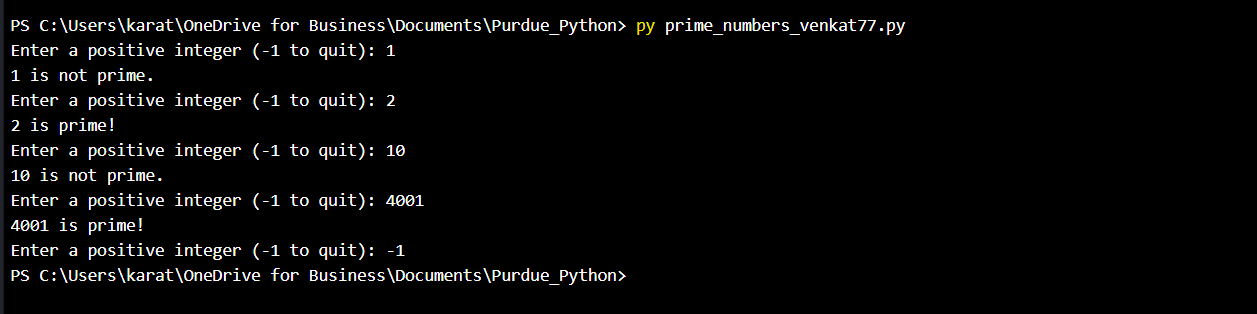 PS C:\Users\karat\OneDrive for Business\Documents\Purdue_Python> py prime_numbers_venkat77.py
Enter a positive integer (-1 to quit): 1
1 is not prime.
Enter a positive integer (-1 to quit): 2
2 is prime!
Enter a positive integer (-1 to quit): 10
10 is not prime.
Enter a positive integer (-1 to quit): 4001
4001 is prime!
Enter a positive integer (-1 to quit): -1
PS C:\Users\karat\OneDrive for Business\Documents\Purdue_Python>